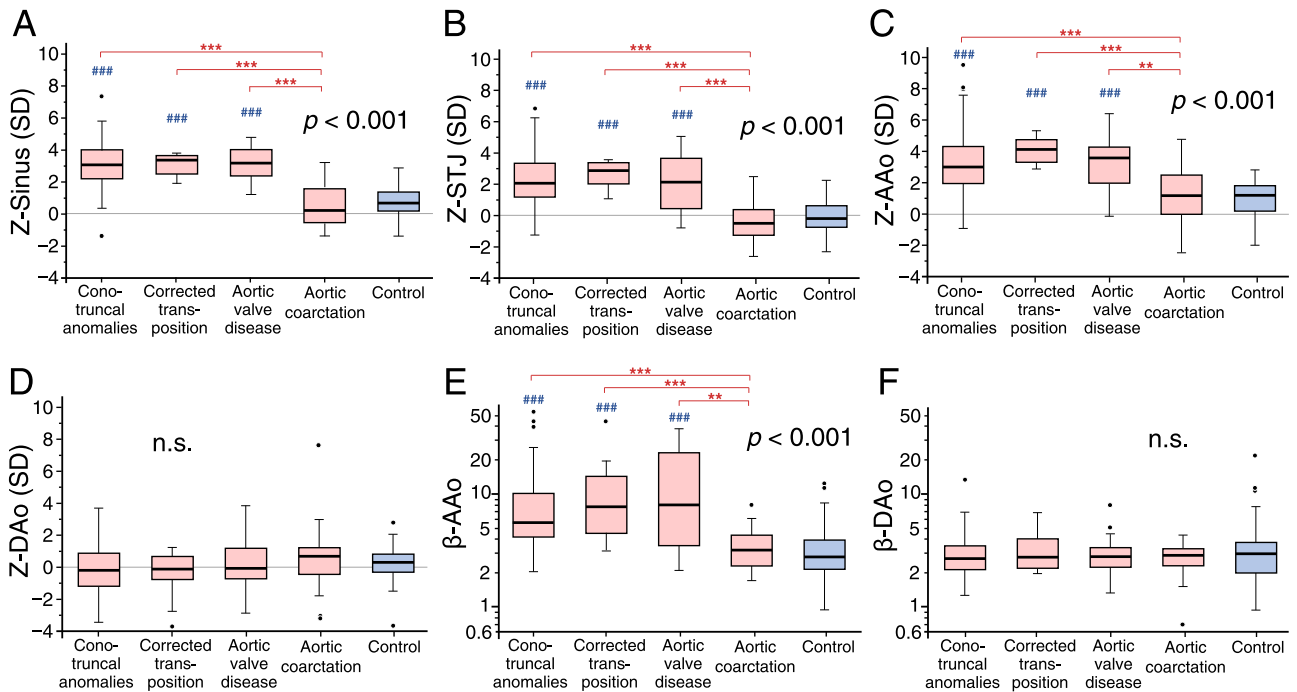 A
Z-Sinus (SD)
10
8
6
4
2
0
−2
−4
***
***
***
###
###
###
p < 0.001
Cono-
truncal
anomalies
Corrected
trans-
position
Aortic
valve
disease
Aortic
coarctation
Control
B
Z-STJ (SD)
10
8
6
4
2
0
−2
−4
***
***
***
###
###
###
p < 0.001
Cono-
truncal
anomalies
Corrected
trans-
position
Aortic
valve
disease
Aortic
coarctation
Control
C
Z-AAo (SD)
10
8
6
4
2
0
−2
−4
***
***
**
###
###
###
p < 0.001
Cono-
truncal
anomalies
Corrected
trans-
position
Aortic
valve
disease
Aortic
coarctation
Control
D
Z-DAo (SD)
10
8
6
4
2
0
−2
−4
n.s.
Cono-
truncal
anomalies
Corrected
trans-
position
Aortic
valve
disease
Aortic
coarctation
Control
E
β-AAo
50
20
10
5
2
1
0.6
***
***
**
###
###
###
p < 0.001
Cono-
truncal
anomalies
Corrected
trans-
position
Aortic
valve
disease
Aortic
coarctation
Control
F
β-DAo
50
20
10
5
2
1
0.6
n.s.
Cono-
truncal
anomalies
Corrected
trans-
position
Aortic
valve
disease
Aortic
coarctation
Control